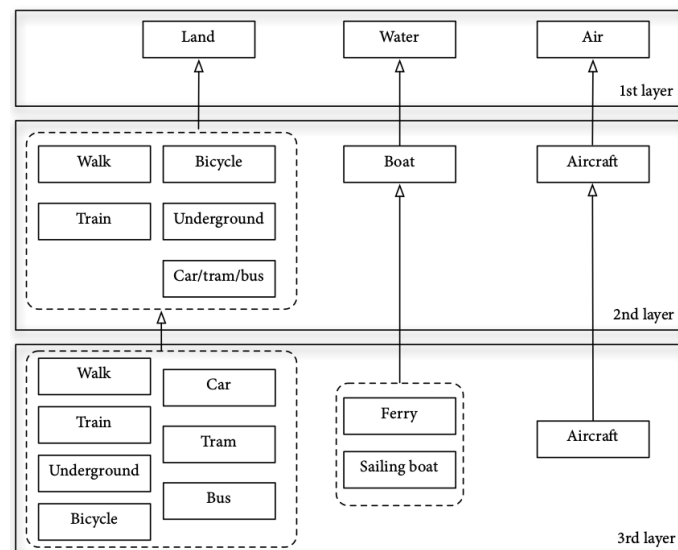 Land
Water
Air
1st layer
Walk
Bicycle
Boat
Aircraft
Train
Underground
Car/tram/bus
2nd layer
Walk
Car
Train
Ferry
Tram
Aircraft
Underground
Sailing boat
Bus
Bicycle
3rd layer